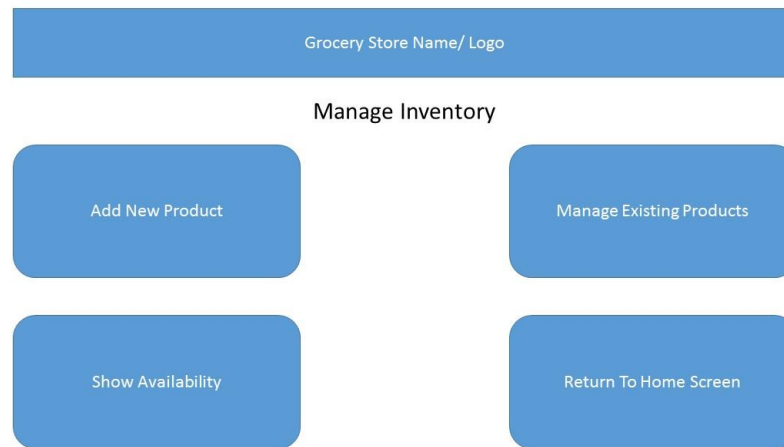 Grocery Store Name/ Logo
Manage Inventory
Add New Product
Manage Existing Products
Show Availability
Return To Home Screen